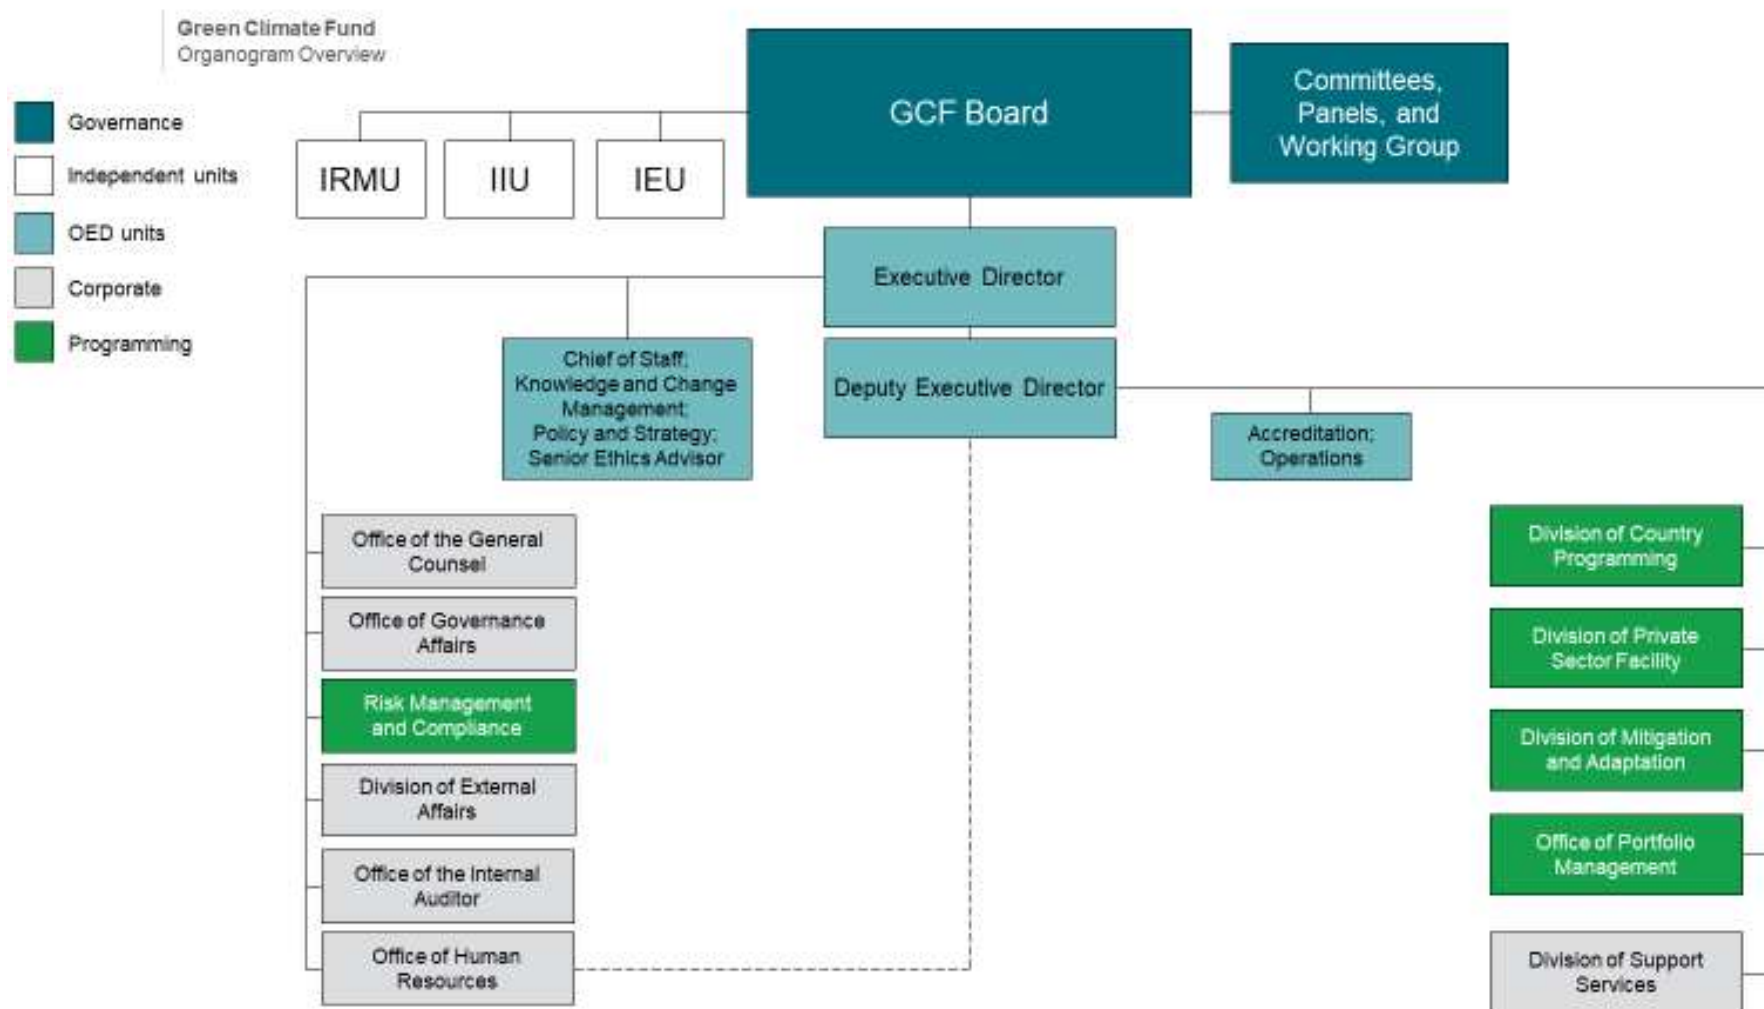 Green Climate Fund
Organogram Overview
Governance
Independent units
OED units
Corporate
Programming
GCF Board
Committees,
Panels, and
Working Group
IRMU
IIU
IEU
Executive Director
Chief of Staff;
Knowledge and Change
Management;
Policy and Strategy;
Senior Ethics Advisor
Deputy Executive Director
Accreditation;
Operations
Office of the General
Counsel
Office of Governance
Affairs
Risk Management
and Compliance
Division of External
Affairs
Office of the Internal
Auditor
Office of Human
Resources
Division of Country
Programming
Division of Private
Sector Facility
Division of Mitigation
and Adaptation
Office of Portfolio
Management
Division of Support
Services